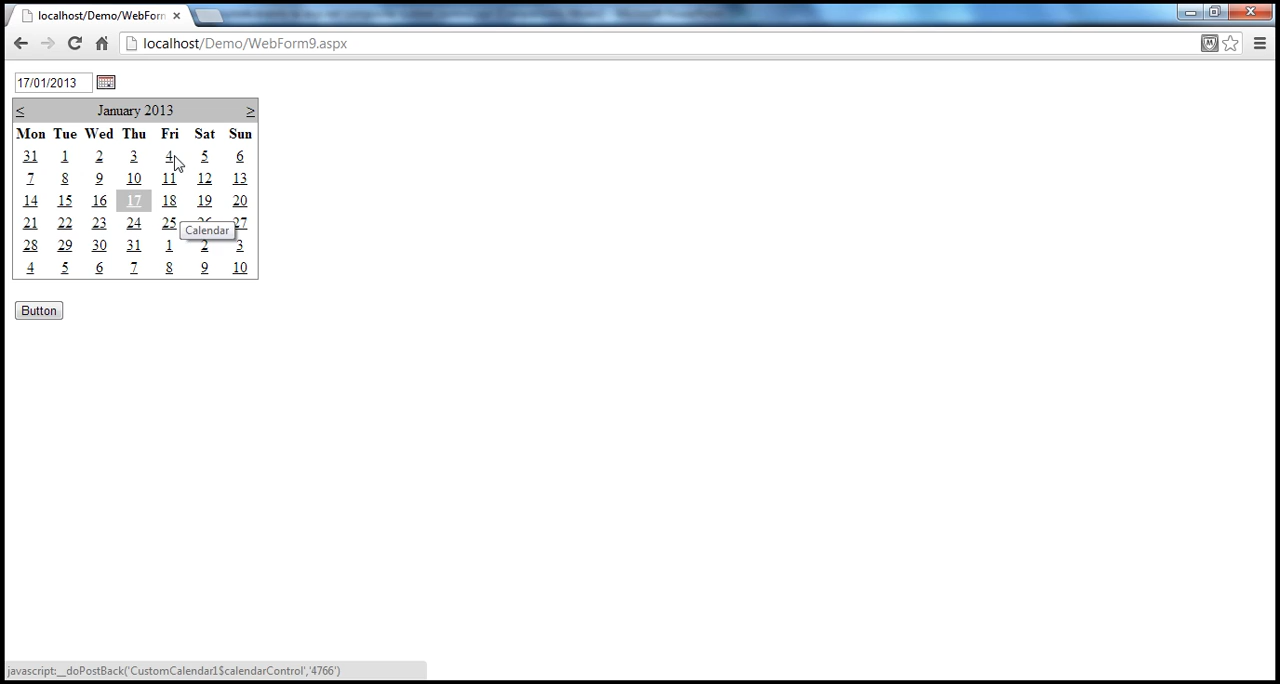 localhost/Demo/WebForm
localhost/Demo/WebForm9.aspx
17/01/2013
< January 2013 >
Mon Tue Wed Thu Fri Sat Sun
31 1 2 3 4 5 6
7 8 9 10 11 12 13
14 15 16 17 18 19 20
21 22 23 24 25 26 27
Calendar
28 29 30 31 1 2 3
4 5 6 7 8 9 10
Button
javascript:__doPostBack('CustomCalendar1$calendarControl','4766')